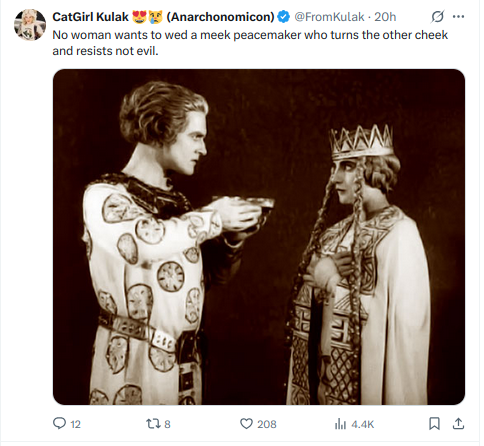 CatGirl Kulak 😍😿 (Anarchonomicon) @FromKulak · 20h
No woman wants to wed a meek peacemaker who turns the other cheek
and resists not evil.
12 8 208 4.4K